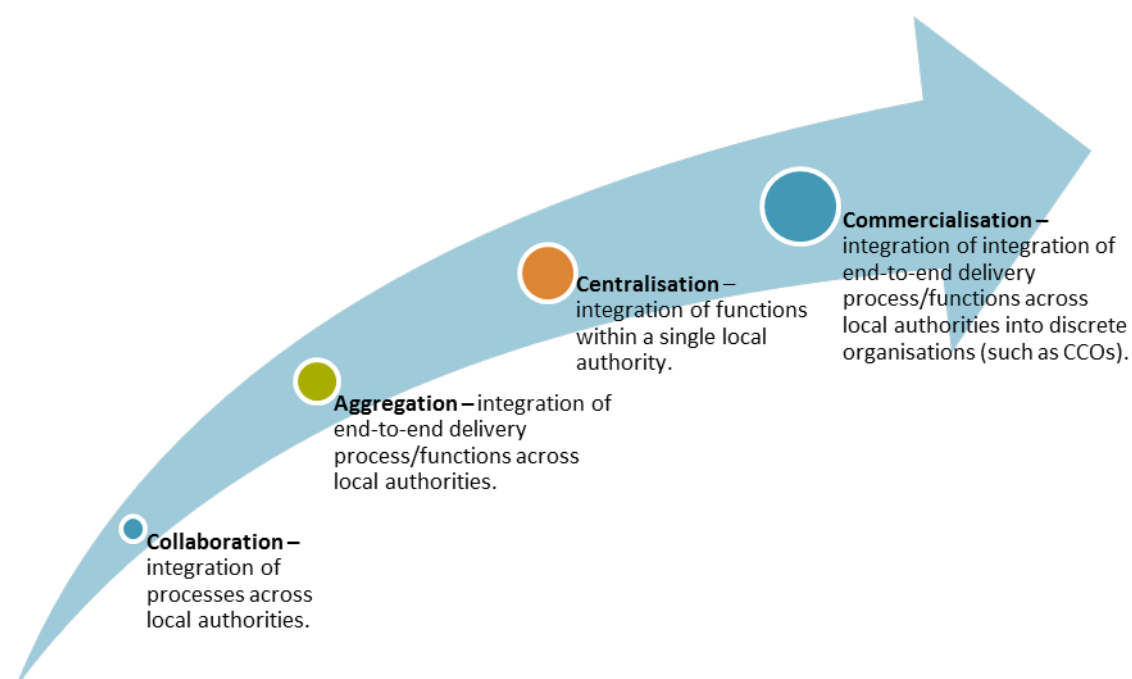 Commercialisation –
integration of integration of
end-to-end delivery
process/functions across
local authorities into discrete
organisations (such as CCOs).
Centralisation –
integration of functions
within a single local
authority.
Aggregation – integration of
end-to-end delivery
process/functions across
local authorities.
Collaboration –
integration of
processes across
local authorities.